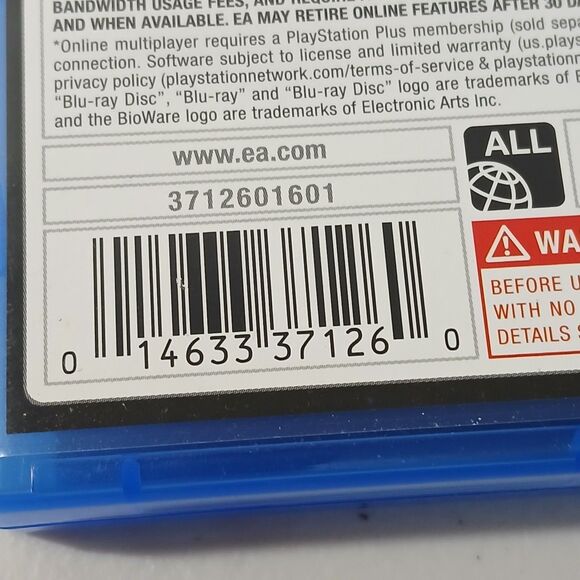 BANDWIDTH USAGE FEES, AND
AND WHEN AVAILABLE. EA MAY RETIRE ONLINE FEATURES AFTER 30
*Online multiplayer requires a PlayStation Plus membership (sold
connection. Software subject to license and limited warranty (us.plays
privacy policy (playstationnetwork.com/terms-of-service & playstation
"Blu-ray Disc", "Blu-ray" and "Blu-ray Disc" logo are trademarks of
and the BioWare logo are trademarks of Electronic Arts Inc.
www.ea.com
3712601601
ALL
0 14633 37126 0
WA
BEFORE U
WITH NO
DETAILS